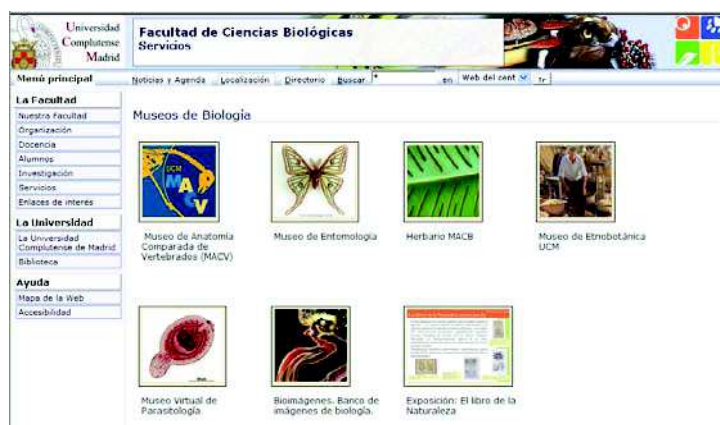 Universidad
Complutense
Madrid
Facultad de Ciencias Biológicas
Servicios
Menú principal
Noticias y Agenda
Localización
Directorio
Buscar
en
Web del cent
Ir
La Facultad
Nuestra Facultad
Organización
Docencia
Alumnos
Investigación
Servicios
Enlaces de interés
La Universidad
La Universidad
Complutense de Madrid
Biblioteca
Ayuda
Mapa de la Web
Accesibilidad
Museos de Biología
UCM
MACV
Museo de Anatomía
Comparada de
Vertebrados (MACV)
Museo de Entomología
Herbario MACB
Museo de Etnobotánica
UCM
Museo Virtual de
Parasitología
Bioimágenes. Banco de
imágenes de biología.
Exposición: El libro de la
Naturaleza